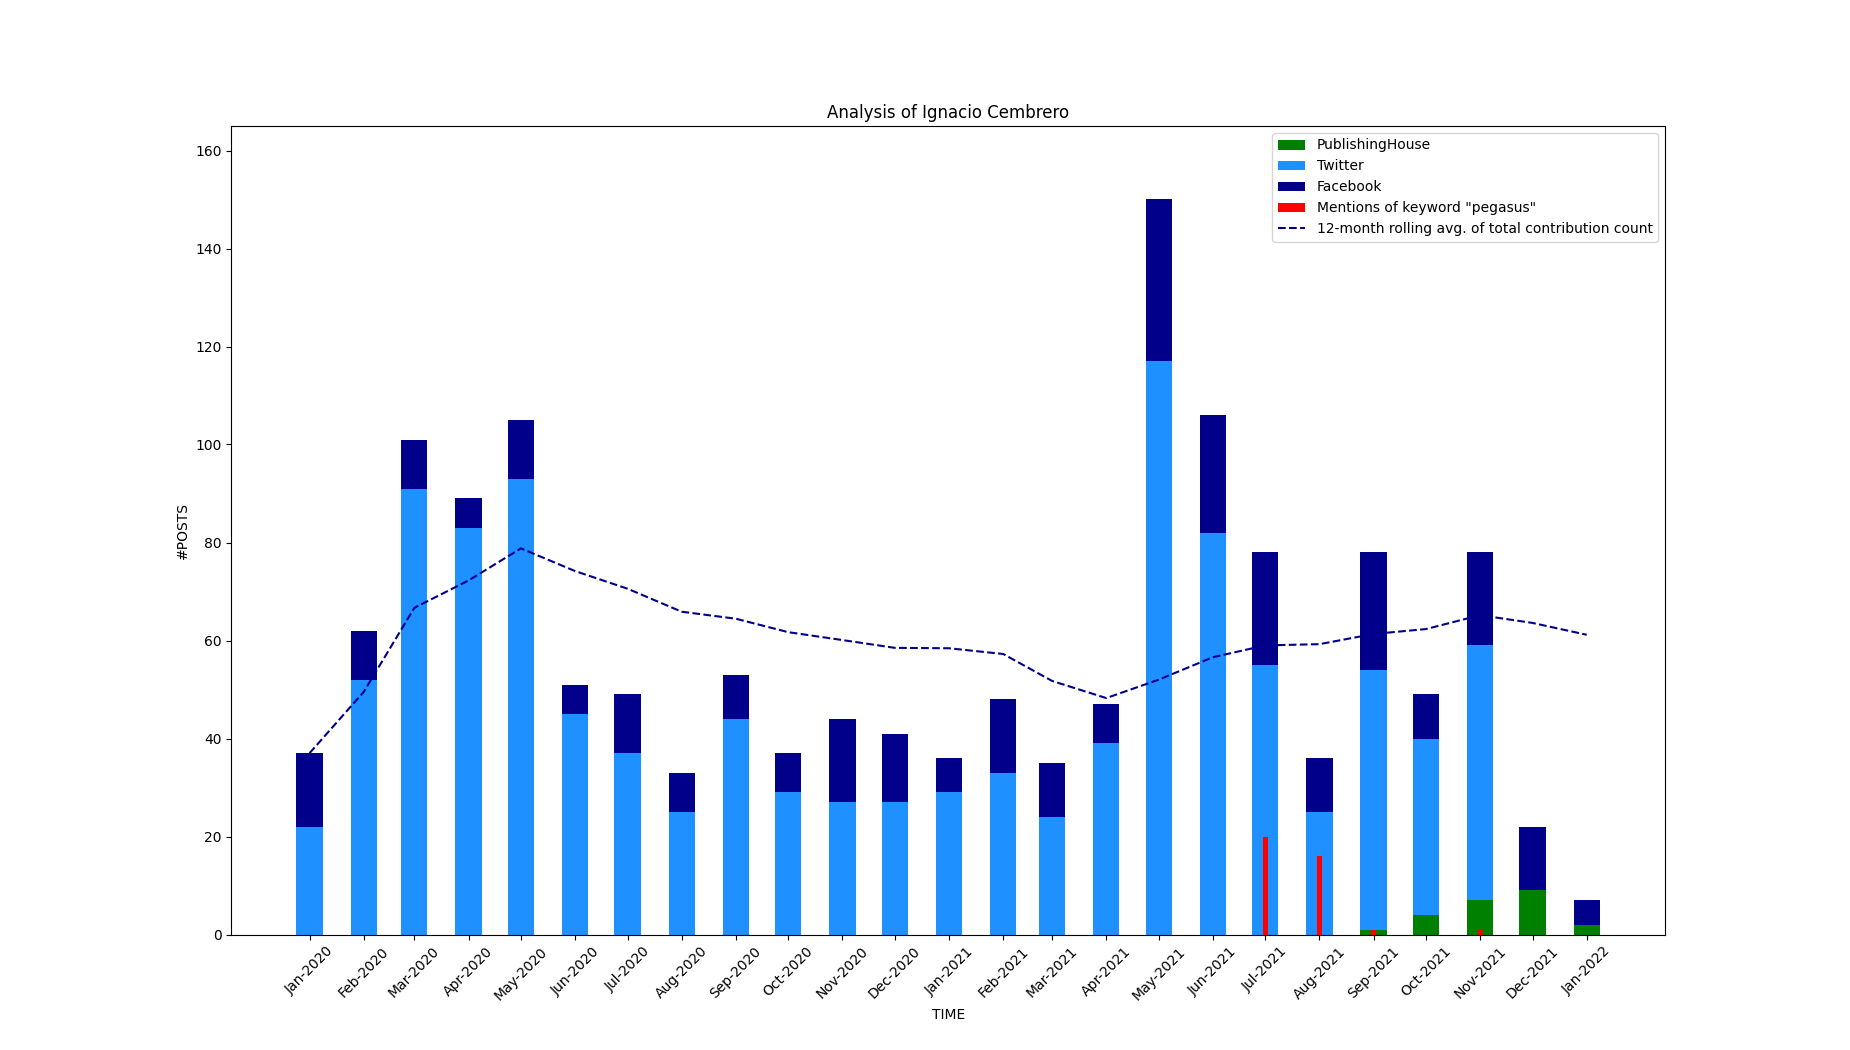 Analysis of Ignacio Cembrero
PublishingHouse
Twitter
Facebook
Mentions of keyword "pegasus"
12-month rolling avg. of total contribution count
160
140
120
100
80
60
40
20
0
#POSTS
Jan-2020
Feb-2020
Mar-2020
Apr-2020
May-2020
Jun-2020
Jul-2020
Aug-2020
Sep-2020
Oct-2020
Nov-2020
Dec-2020
Jan-2021
Feb-2021
Mar-2021
Apr-2021
May-2021
Jun-2021
Jul-2021
Aug-2021
Sep-2021
Oct-2021
Nov-2021
Dec-2021
Jan-2022
TIME